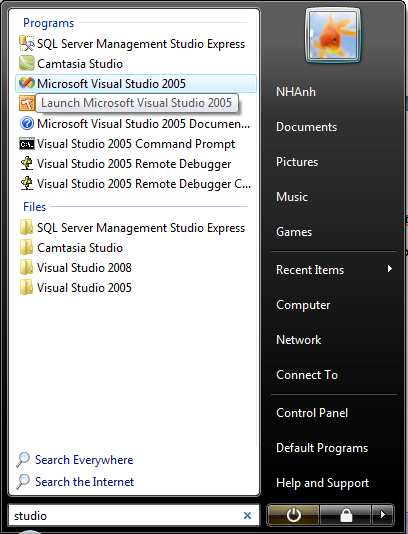 Programs
SQL Server Management Studio Express
Camtasia Studio
Microsoft Visual Studio 2005
Launch Microsoft Visual Studio 2005
Microsoft Visual Studio 2005 Documen...
Visual Studio 2005 Command Prompt
Visual Studio 2005 Remote Debugger
Visual Studio 2005 Remote Debugger C...
Files
SQL Server Management Studio Express
Camtasia Studio
Visual Studio 2008
Visual Studio 2005
Search Everywhere
Search the Internet
studio
NHAnh
Documents
Pictures
Music
Games
Recent Items
Computer
Network
Connect To
Control Panel
Default Programs
Help and Support